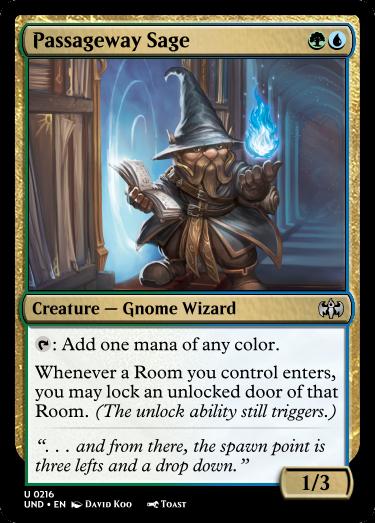 Passageway Sage
Creature — Gnome Wizard
: Add one mana of any color.
Whenever a Room you control enters,
you may lock an unlocked door of that
Room. (The unlock ability still triggers.)
“. . . and from there, the spawn point is
three lefts and a drop down.”
1/3
U 0216
UND • EN David Koo Toast